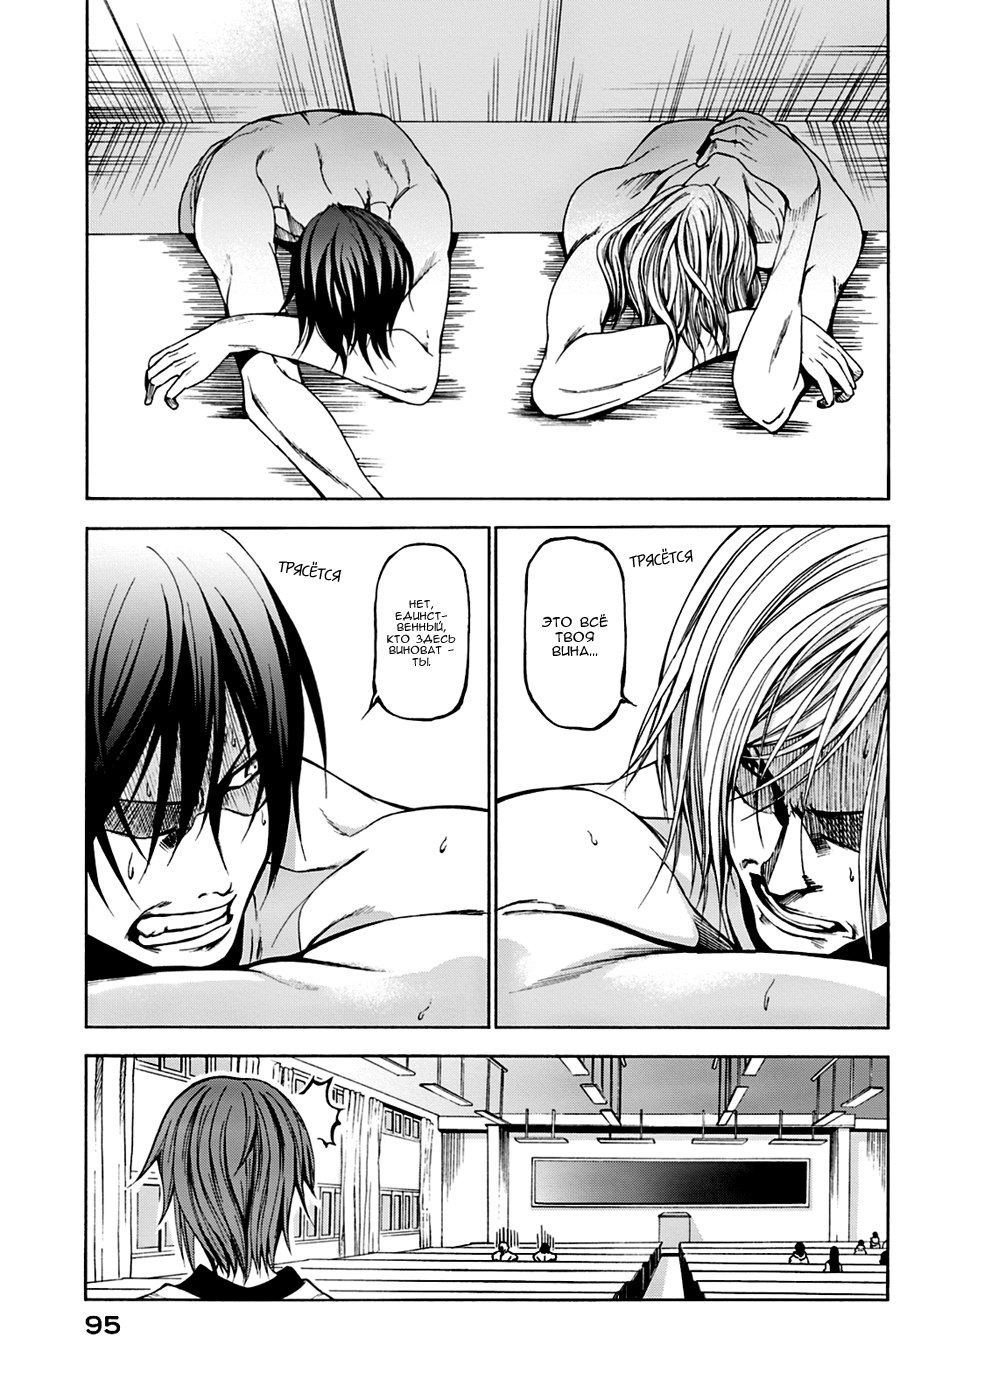 ТРЯСЁТСЯ
ЭТО ВСЁ
ТВОЯ
ВИНА...
НЕТ,
ЕДИНСТ-
ВЕННЫЙ,
КТО ЗДЕСЬ
ВИНОВАТ -
ТЫ.
ТРЯСЁТСЯ
95